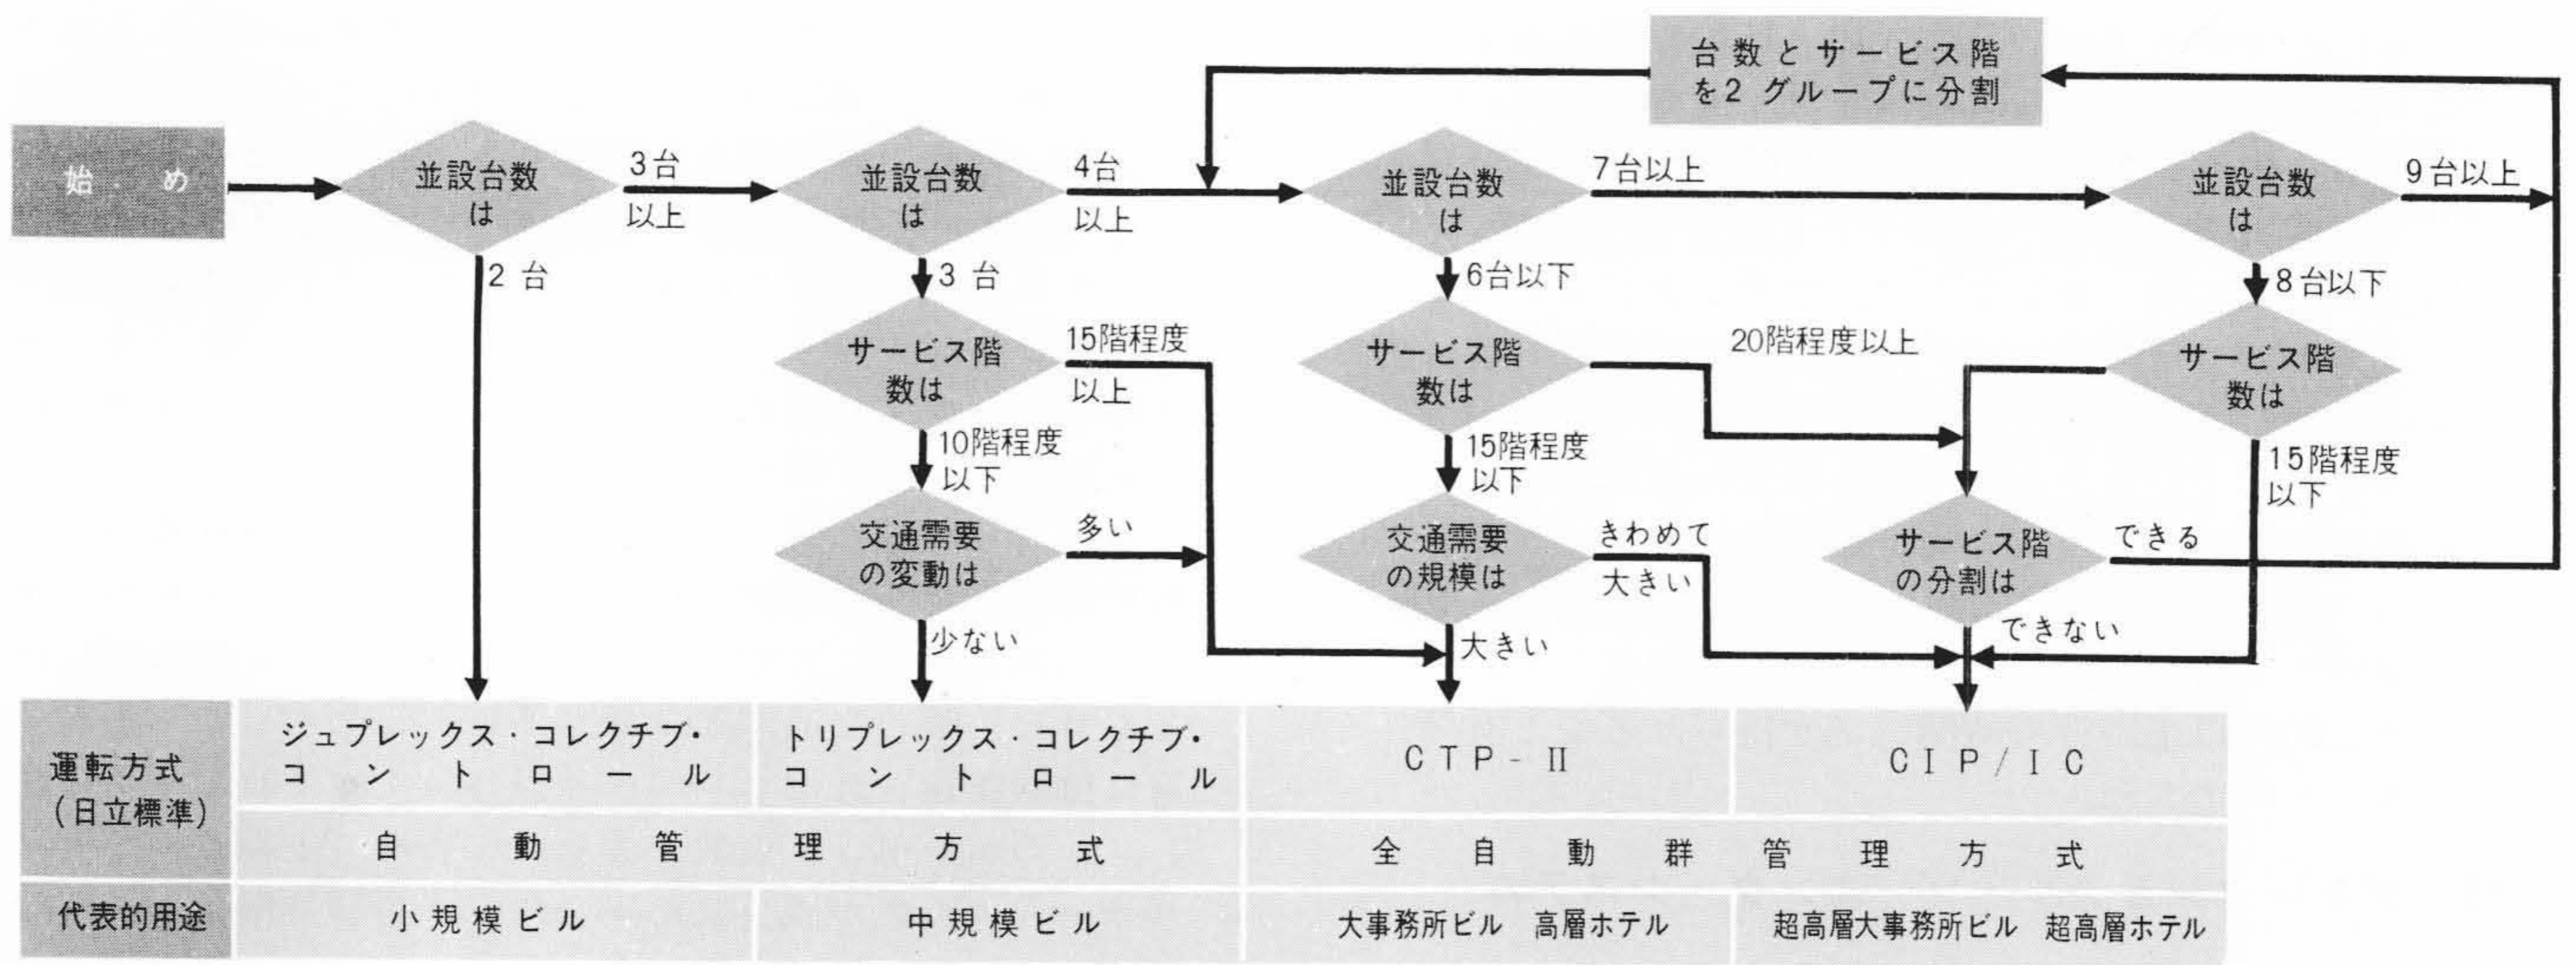 台数とサービス階
を2 グループに分割
始 め
並設台数
は
3台
以上
2 台
並設台数
は
4台
以上
3 台
並設台数
は
7台以上
6台以下
並設台数
は
9台以上
8台以下
サービス階
数は
15階程度
以上
10階程度
以下
サービス階
数は
20階程度以上
15階程度
以下
サービス階
数は
15階程度
以下
交通需要
の変動は
多い
少ない
交通需要
の規模は
きわめて
大きい
大きい
サービス階
の分割は
できる
できない
運転方式
(日立標準)
ジュプレックス・コレクチブ・
コントロール
トリプレックス・コレクチブ・
コントロール
CTP-II
CIP/IC
自動管理方式
全自動群管理方式
代表的用途
小規模ビル
中規模ビル
大事務所ビル 高層ホテル
超高層大事務所ビル 超高層ホテル